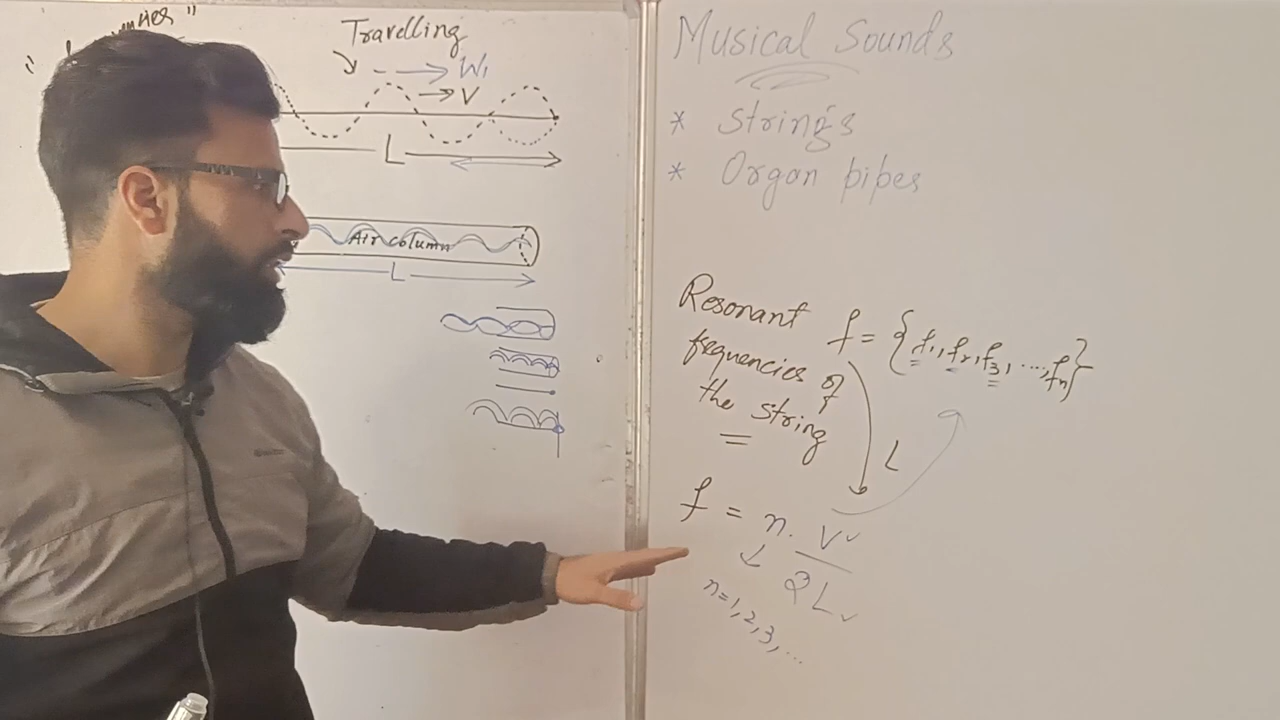 Travelling
W₁
V
L
Air column
L
Musical Sounds
* Strings
* Organ pipes
Resonant
frequencies of
the string
f = {f₁, f₂, f₃, ..., fₙ}
L
f = n. V
2L
n=1,2,3,...